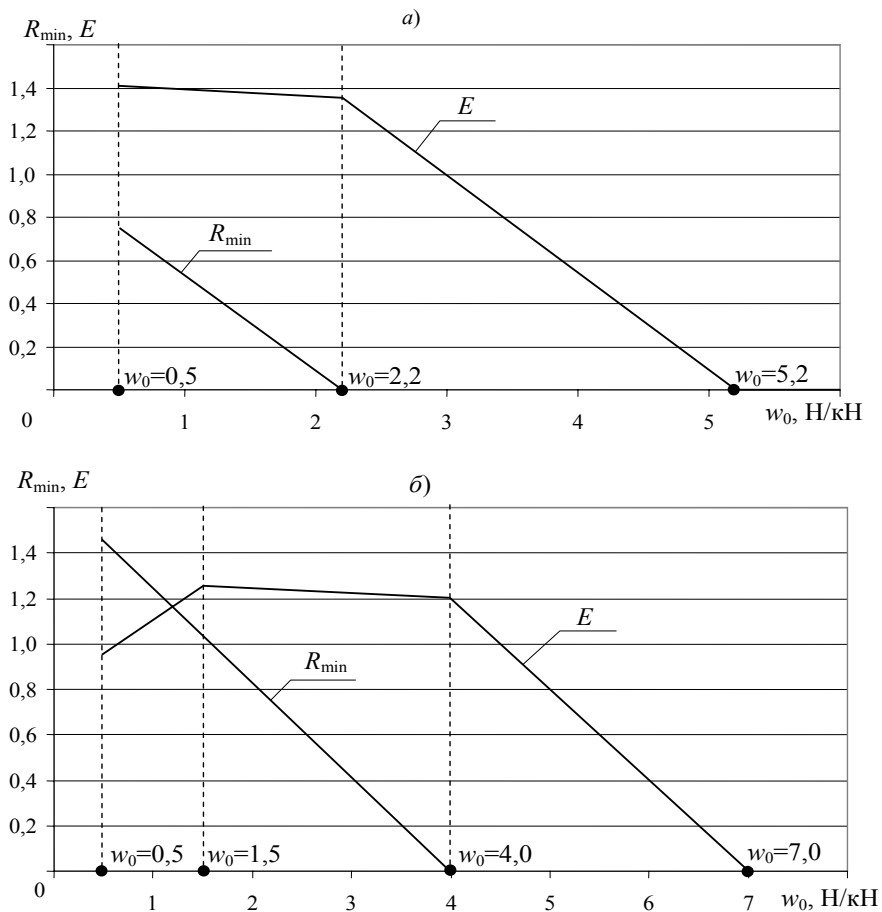 а)
R_min, E
1,4
E
1,2
1,0
0,8
R_min
0,6
0,4
0,2
w_0=0,5 w_0=2,2 w_0=5,2
0 1 2 3 4 5 w_0, Н/кН
б)
R_min, E
1,4
1,2
E
1,0
R_min
0,8
0,6
0,4
0,2
w_0=0,5 w_0=1,5 w_0=4,0 w_0=7,0
0 1 2 3 4 5 6 7 w_0, Н/кН